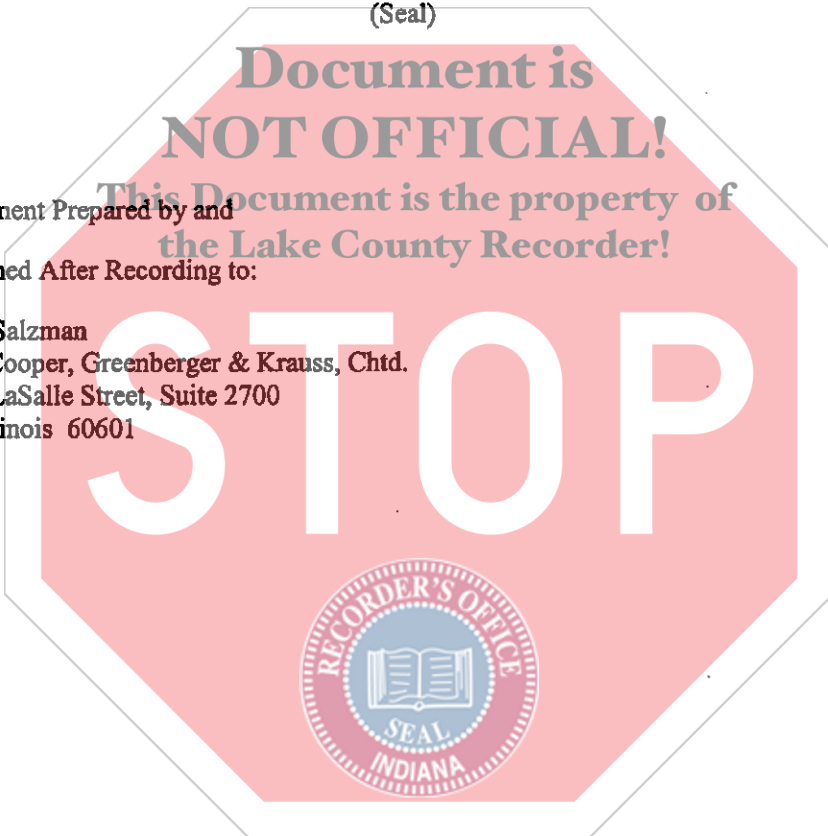 (Seal)
Document is
NOT OFFICIAL!
This Document is the property of
the Lake County Recorder!
nent Prepared by and
ned After Recording to:
Salzman
Cooper, Greenberger & Krauss, Chtd.
LaSalle Street, Suite 2700
inois 60601
STOP
RECORDER'S OFFICE
SEAL
INDIANA